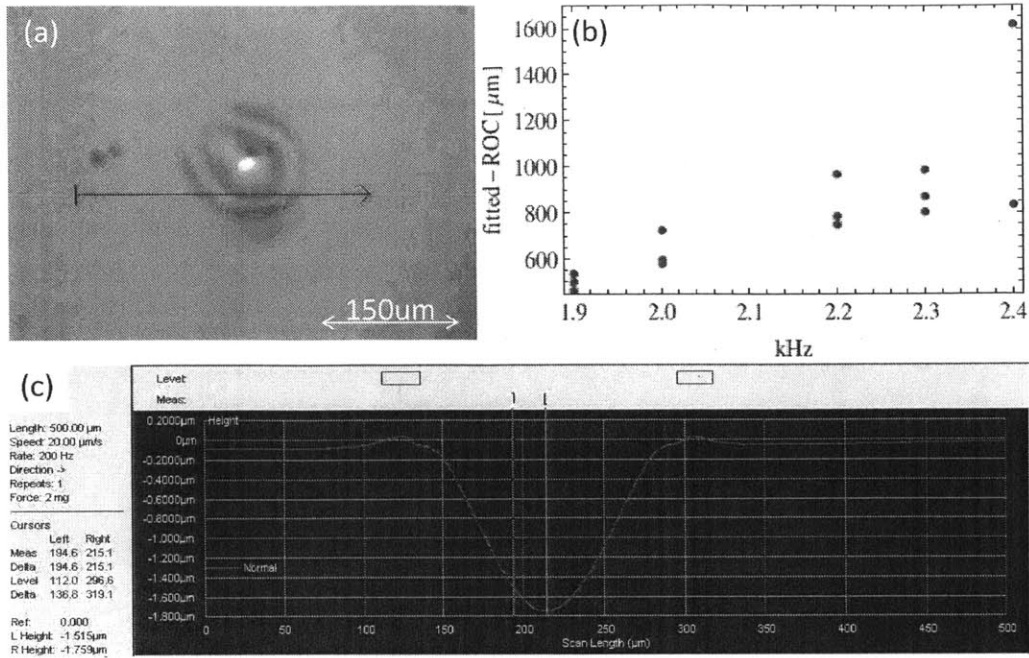 (a)
150um
(b)
fitted-ROC [μm]
1600
1400
1200
1000
800
600
1.9 2.0 2.1 2.2 2.3 2.4
kHz
(c)
Level:
Meas:
Length: 500.00 µm
Speed: 20.00 µm/s
Rate: 200 Hz
Direction ->
Repeats: 1
Force: 2 mg
Cursors
Left Right
Meas 194.6 215.1
Delta 194.6 215.1
Level 112.0 296.6
Delta 136.8 319.1
Ref: 0.000
L Height: -1.515µm
R Height: -1.759µm
Height
0.2000µm
0µm
-0.2000µm
-0.4000µm
-0.6000µm
-0.8000µm
-1.000µm
-1.200µm
-1.400µm
-1.600µm
-1.800µm
Normal
0 50 100 150 200 250 300 350 400 450 500
Scan Length (µm)